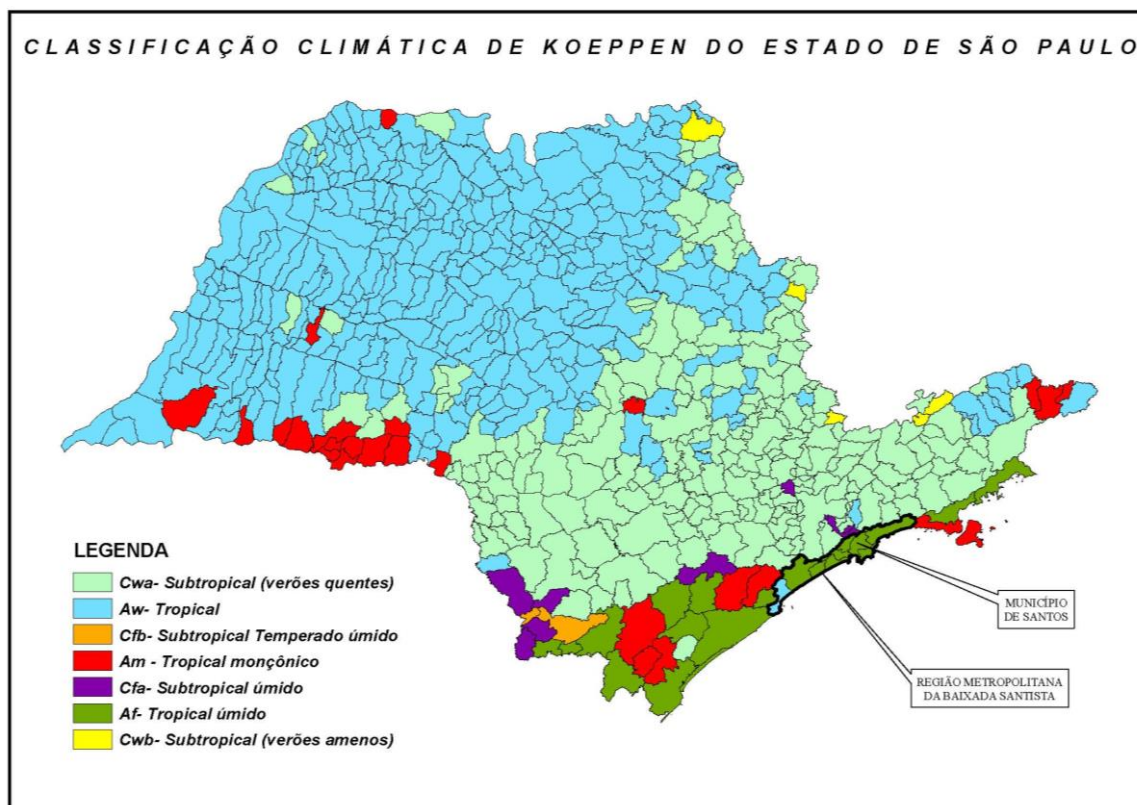 CLASSIFICAÇÃO CLIMÁTICA DE KOEPPEN DO ESTADO DE SÃO PAULO
LEGENDA
Cwa- Subtropical (verões quentes)
Aw- Tropical
Cfb- Subtropical Temperado úmido
Am - Tropical monçônico
Cfa- Subtropical úmido
Af- Tropical úmido
Cwb- Subtropical (verões amenos)
MUNICÍPIO
DE SANTOS
REGIÃO METROPOLITANA
DA BAIXADA SANTISTA